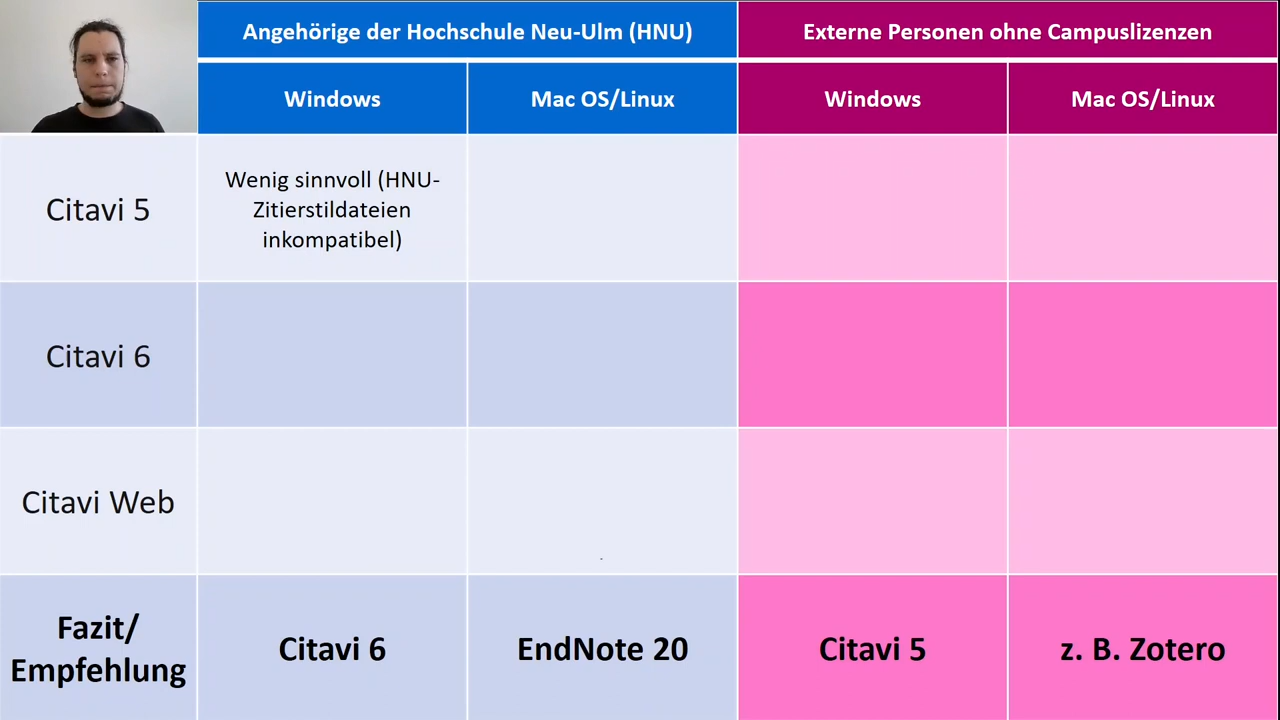 Angehörige der Hochschule Neu-Ulm (HNU)
Externe Personen ohne Campuslizenzen
Windows
Mac OS/Linux
Windows
Mac OS/Linux
Citavi 5
Wenig sinnvoll (HNU-
Zitierstildateien
inkompatibel)
Citavi 6
Citavi Web
Fazit/
Empfehlung
Citavi 6
EndNote 20
Citavi 5
z. B. Zotero